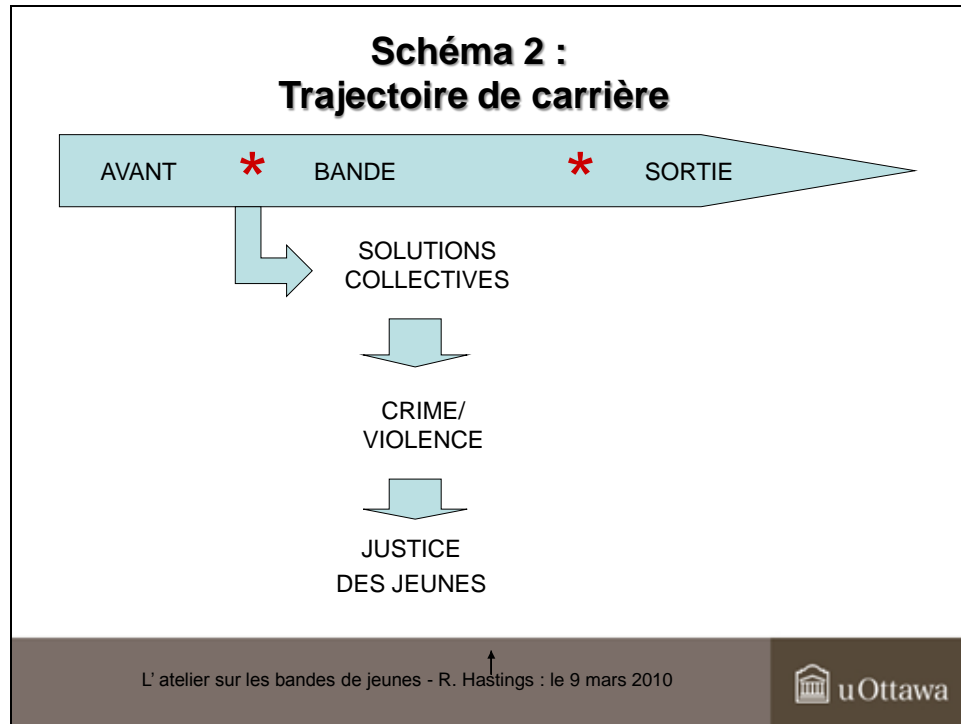 Schéma 2 :
Trajectoire de carrière
AVANT * BANDE * SORTIE
SOLUTIONS
COLLECTIVES
CRIME/
VIOLENCE
JUSTICE
DES JEUNES
L' atelier sur les bandes de jeunes - R. Hastings : le 9 mars 2010
uOttawa